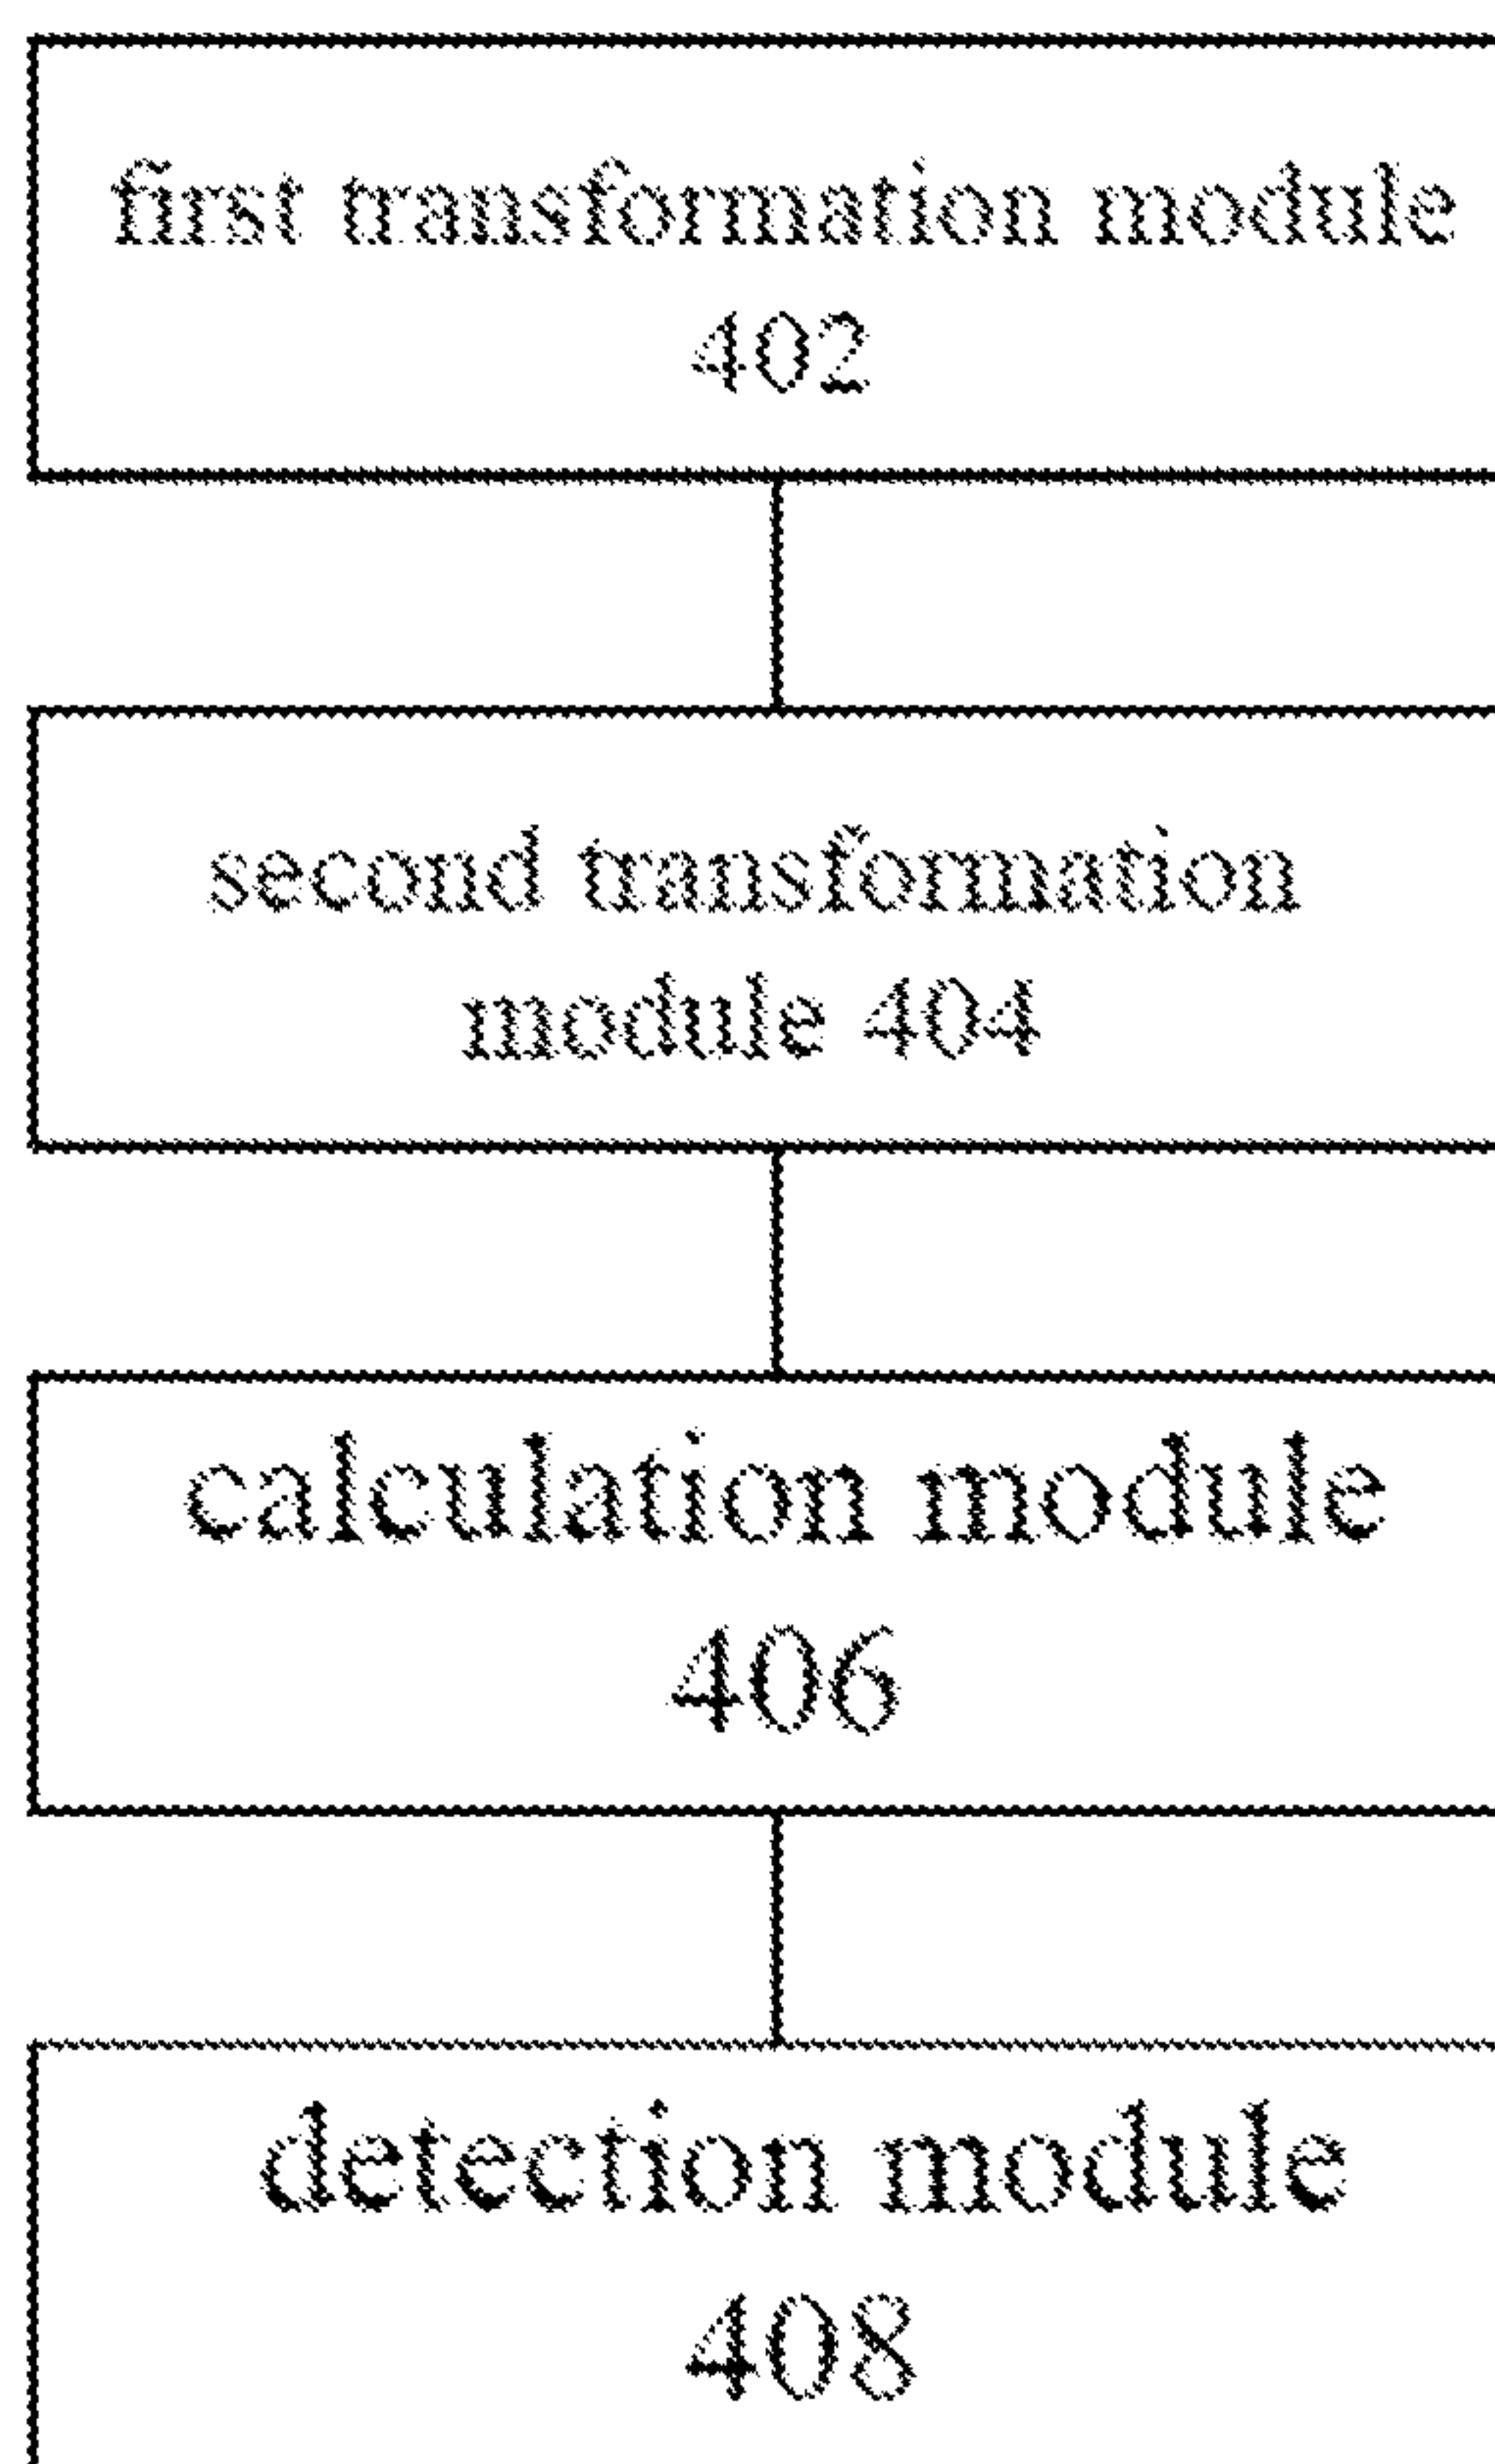 first transformation module
402
second transformation
module 404
calculation module
406
detection module
408